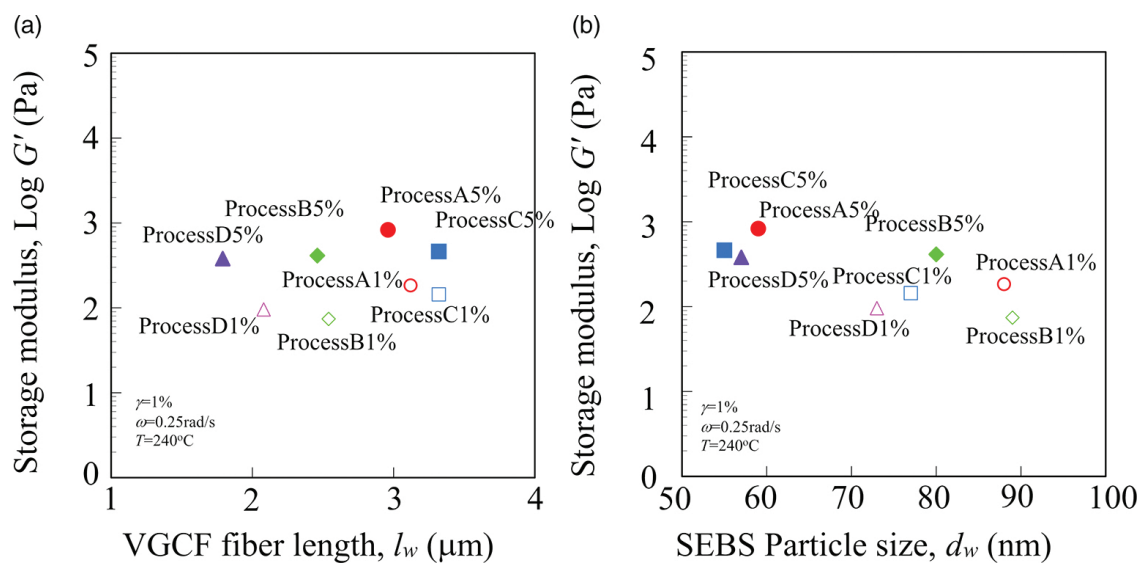 (a)
Storage modulus, Log G′ (Pa)
5
4
3
2
1
0
ProcessA5%
ProcessB5%
ProcessC5%
ProcessD5%
ProcessA1%
ProcessC1%
ProcessD1%
ProcessB1%
γ=1%
ω=0.25rad/s
T=240°C
1 2 3 4
VGCF fiber length, lw (μm)
(b)
Storage modulus, Log G′ (Pa)
5
4
3
2
1
0
ProcessC5%
ProcessA5%
ProcessB5%
ProcessA1%
ProcessD5%
ProcessC1%
ProcessD1%
ProcessB1%
γ=1%
ω=0.25rad/s
T=240°C
50 60 70 80 90 100
SEBS Particle size, dw (nm)